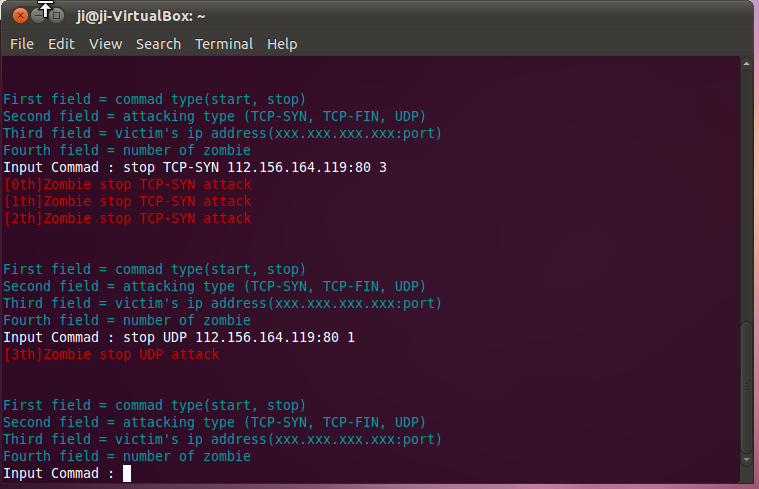 ji@ji-VirtualBox: ~
File Edit View Search Terminal Help
First field = commad type(start, stop)
Second field = attacking type (TCP-SYN, TCP-FIN, UDP)
Third field = victim's ip address(xxx.xxx.xxx.xxx:port)
Fourth field = number of zombie
Input Commad : stop TCP-SYN 112.156.164.119:80 3
[0th]Zombie stop TCP-SYN attack
[1th]Zombie stop TCP-SYN attack
[2th]Zombie stop TCP-SYN attack
First field = commad type(start, stop)
Second field = attacking type (TCP-SYN, TCP-FIN, UDP)
Third field = victim's ip address(xxx.xxx.xxx.xxx:port)
Fourth field = number of zombie
Input Commad : stop UDP 112.156.164.119:80 1
[3th]Zombie stop UDP attack
First field = commad type(start, stop)
Second field = attacking type (TCP-SYN, TCP-FIN, UDP)
Third field = victim's ip address(xxx.xxx.xxx.xxx:port)
Fourth field = number of zombie
Input Commad :